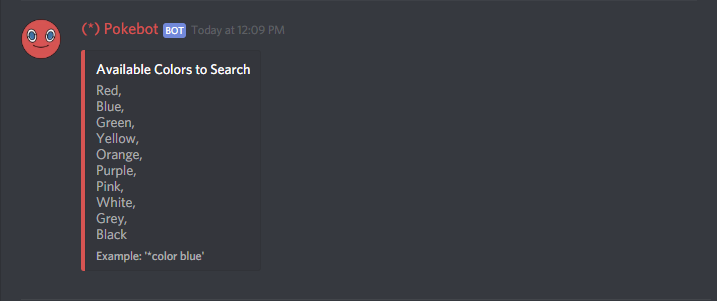 (*) Pokebot BOT Today at 12:09 PM
Available Colors to Search
Red,
Blue,
Green,
Yellow,
Orange,
Purple,
Pink,
White,
Grey,
Black
Example: '*color blue'